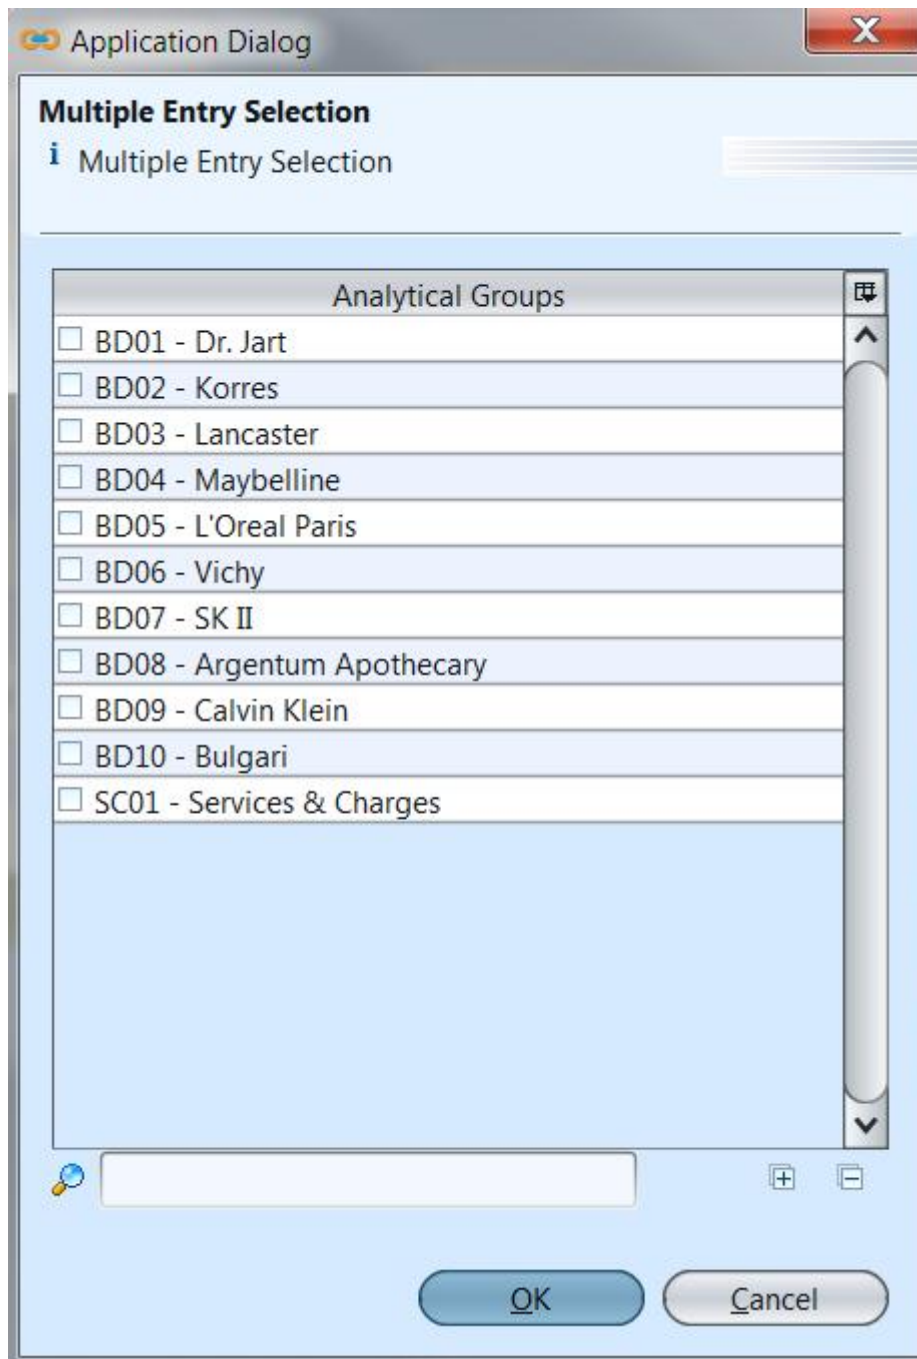 Application Dialog
Multiple Entry Selection
i Multiple Entry Selection
Analytical Groups
BD01 - Dr. Jart
BD02 - Korres
BD03 - Lancaster
BD04 - Maybelline
BD05 - L'Oreal Paris
BD06 - Vichy
BD07 - SK II
BD08 - Argentum Apothecary
BD09 - Calvin Klein
BD10 - Bulgari
SC01 - Services & Charges
OK Cancel